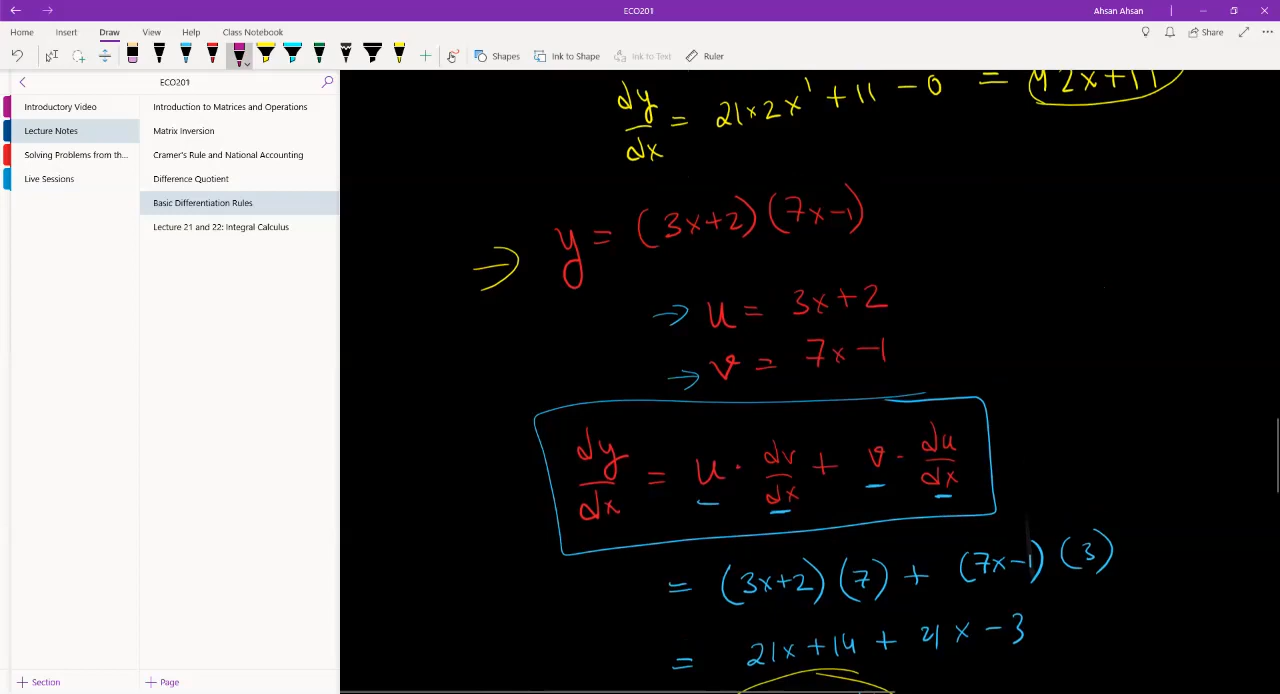 ECO201
Ahsan Ahsan
Home Insert Draw View Help Class Notebook
Share
Shapes Ink to Shape Ink to Text Ruler
ECO201
Introductory Video
Lecture Notes
Solving Problems from th...
Live Sessions
Introduction to Matrices and Operations
Matrix Inversion
Cramer's Rule and National Accounting
Difference Quotient
Basic Differentiation Rules
Lecture 21 and 22: Integral Calculus
+ Section
+ Page
dy/dx = 21×2x¹ + 11 - 0 = 42x+11
y = (3x+2)(7x-1)
u = 3x+2
v = 7x-1
dy/dx = u · dv/dx + v · du/dx
= (3x+2)(7) + (7x-1)(3)
= 21x+14 + 21x-3